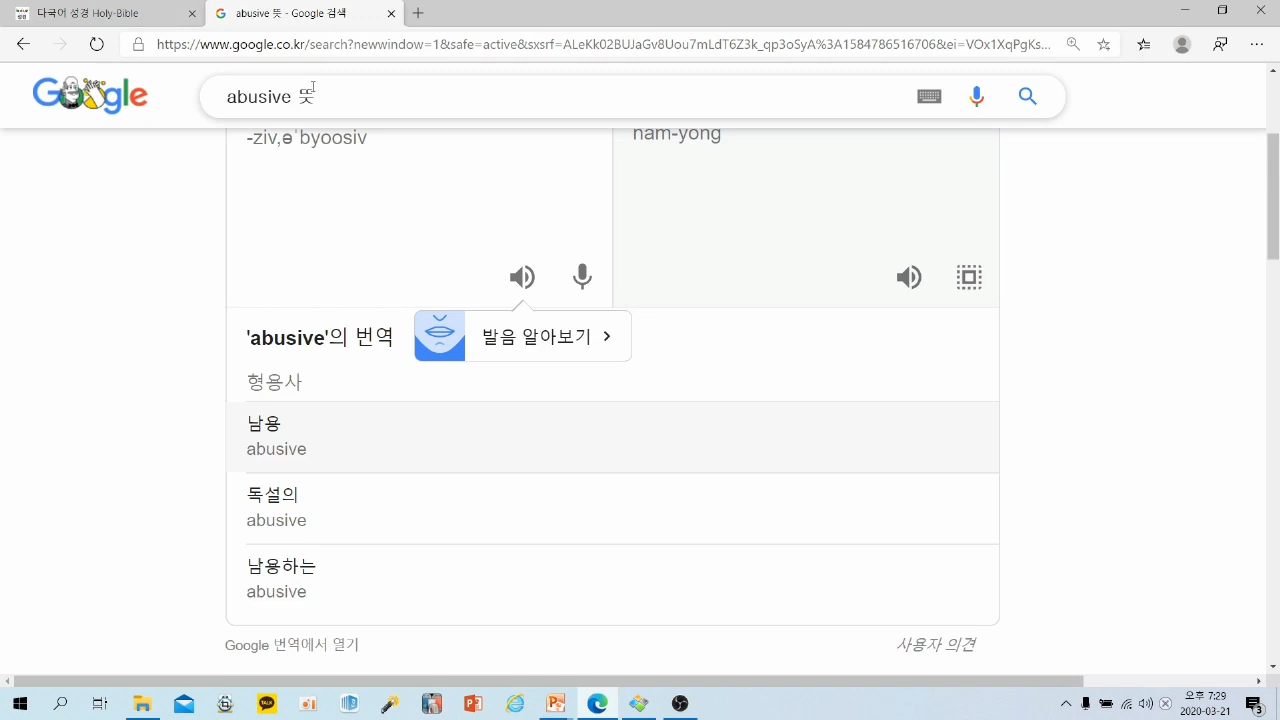 다국어 성경 Holy-Bible
abusive 뜻 - Google 검색
https://www.google.co.kr/search?newwindow=1&safe=active&sxsrf=ALeKk02BUJaGv8Uou7mLdT6Z3k_qp3oSyA%3A1584786516706&ei=VOx1XqPgKs...
Google
abusive 뜻
-ziv,əˈbyoosiv
nam-yong
'abusive'의 번역
발음 알아보기
형용사
남용
abusive
독설의
abusive
남용하는
abusive
Google 번역에서 열기
사용자 의견
TALK
오후 7:29
2020-03-21
3